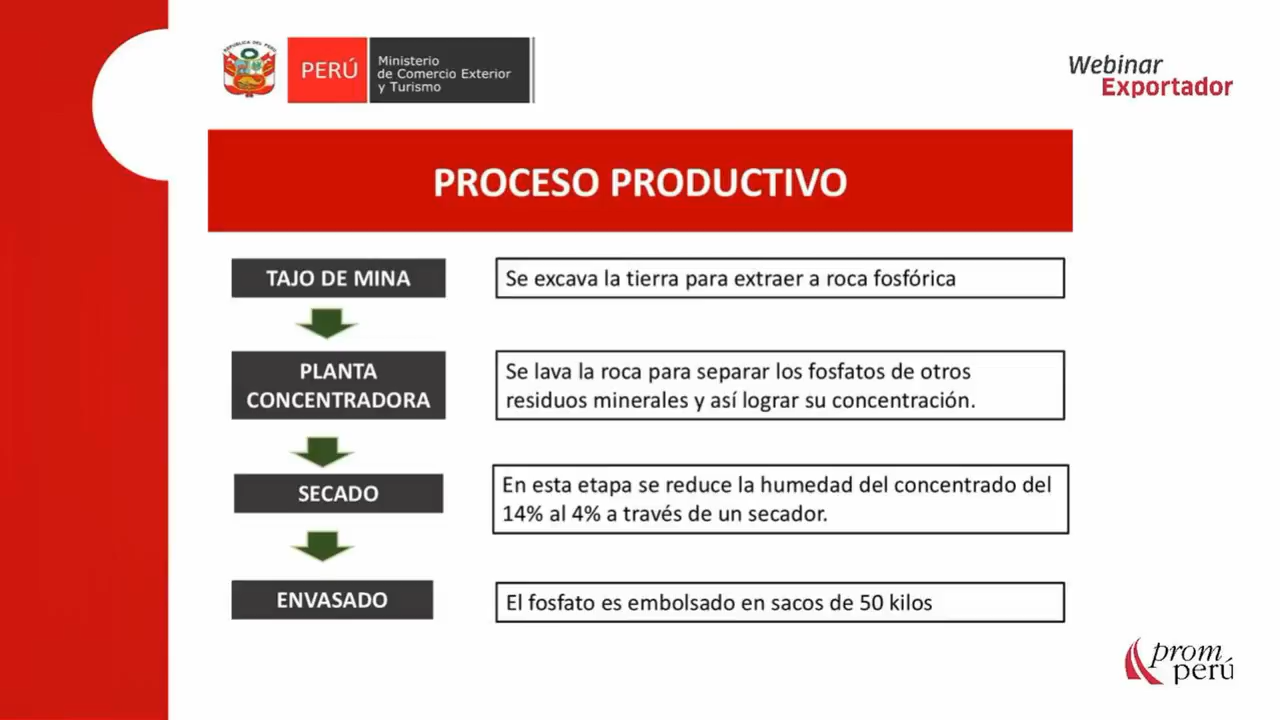 REPÚBLICA DEL PERÚ
PERÚ
Ministerio
de Comercio Exterior
y Turismo
Webinar
Exportador
PROCESO PRODUCTIVO
TAJO DE MINA
Se excava la tierra para extraer a roca fosfórica
PLANTA
CONCENTRADORA
Se lava la roca para separar los fosfatos de otros
residuos minerales y así lograr su concentración.
SECADO
En esta etapa se reduce la humedad del concentrado del
14% al 4% a través de un secador.
ENVASADO
El fosfato es embolsado en sacos de 50 kilos
prom
perú